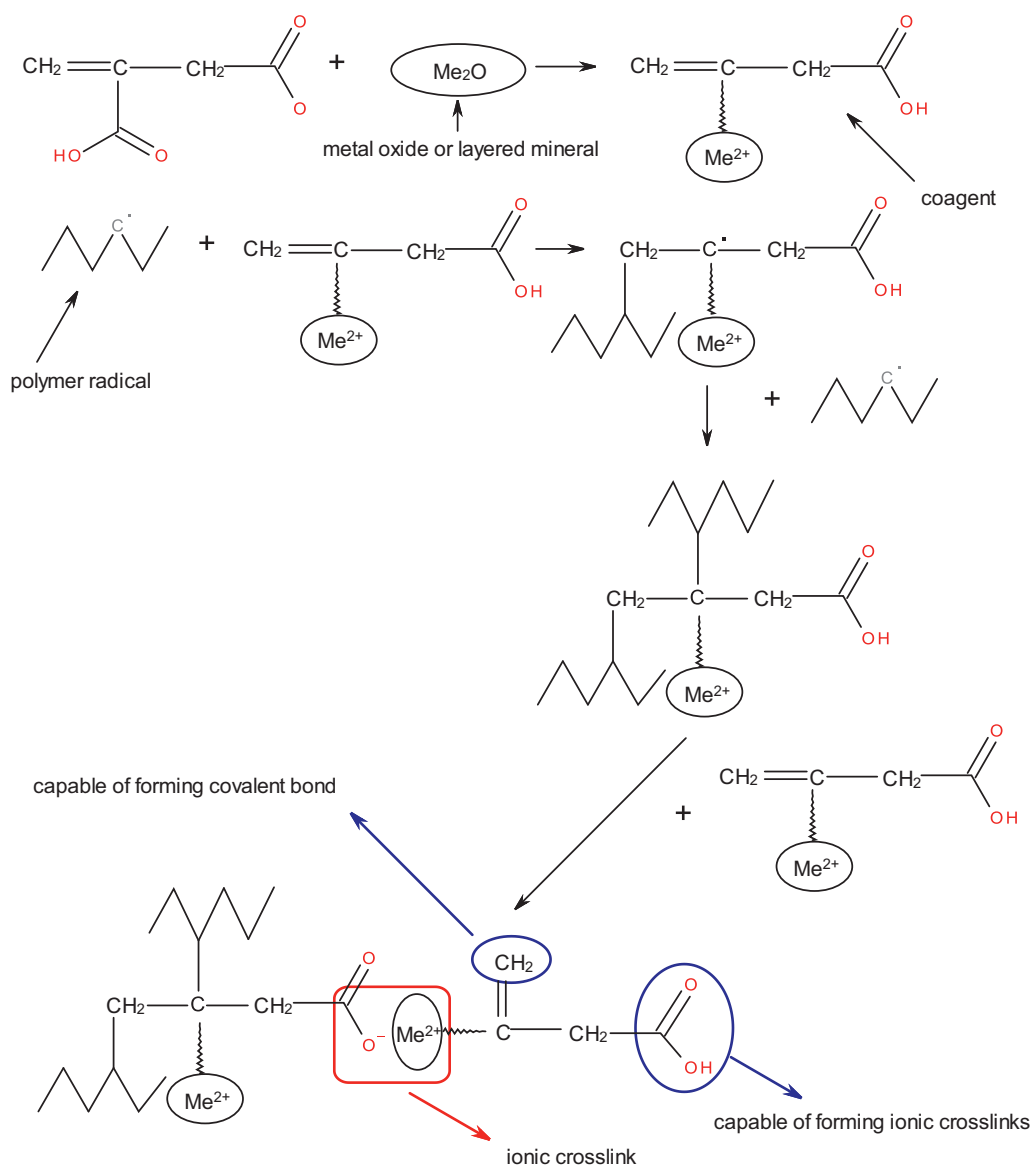 CH₂ C CH₂ O O HO O
+
Me₂O
metal oxide or layered mineral
CH₂ C CH₂ O OH
Me²⁺
coagent
C·
polymer radical
+
CH₂ C CH₂ O OH
Me²⁺
CH₂ C· CH₂ O OH
Me²⁺
+
C·
CH₂ C CH₂ O OH
Me²⁺
+
CH₂ C CH₂ O OH
Me²⁺
capable of forming covalent bond
CH₂ C CH₂ O O⁻
Me²⁺
Me²⁺
CH₂
C CH₂ O OH
capable of forming ionic crosslinks
ionic crosslink